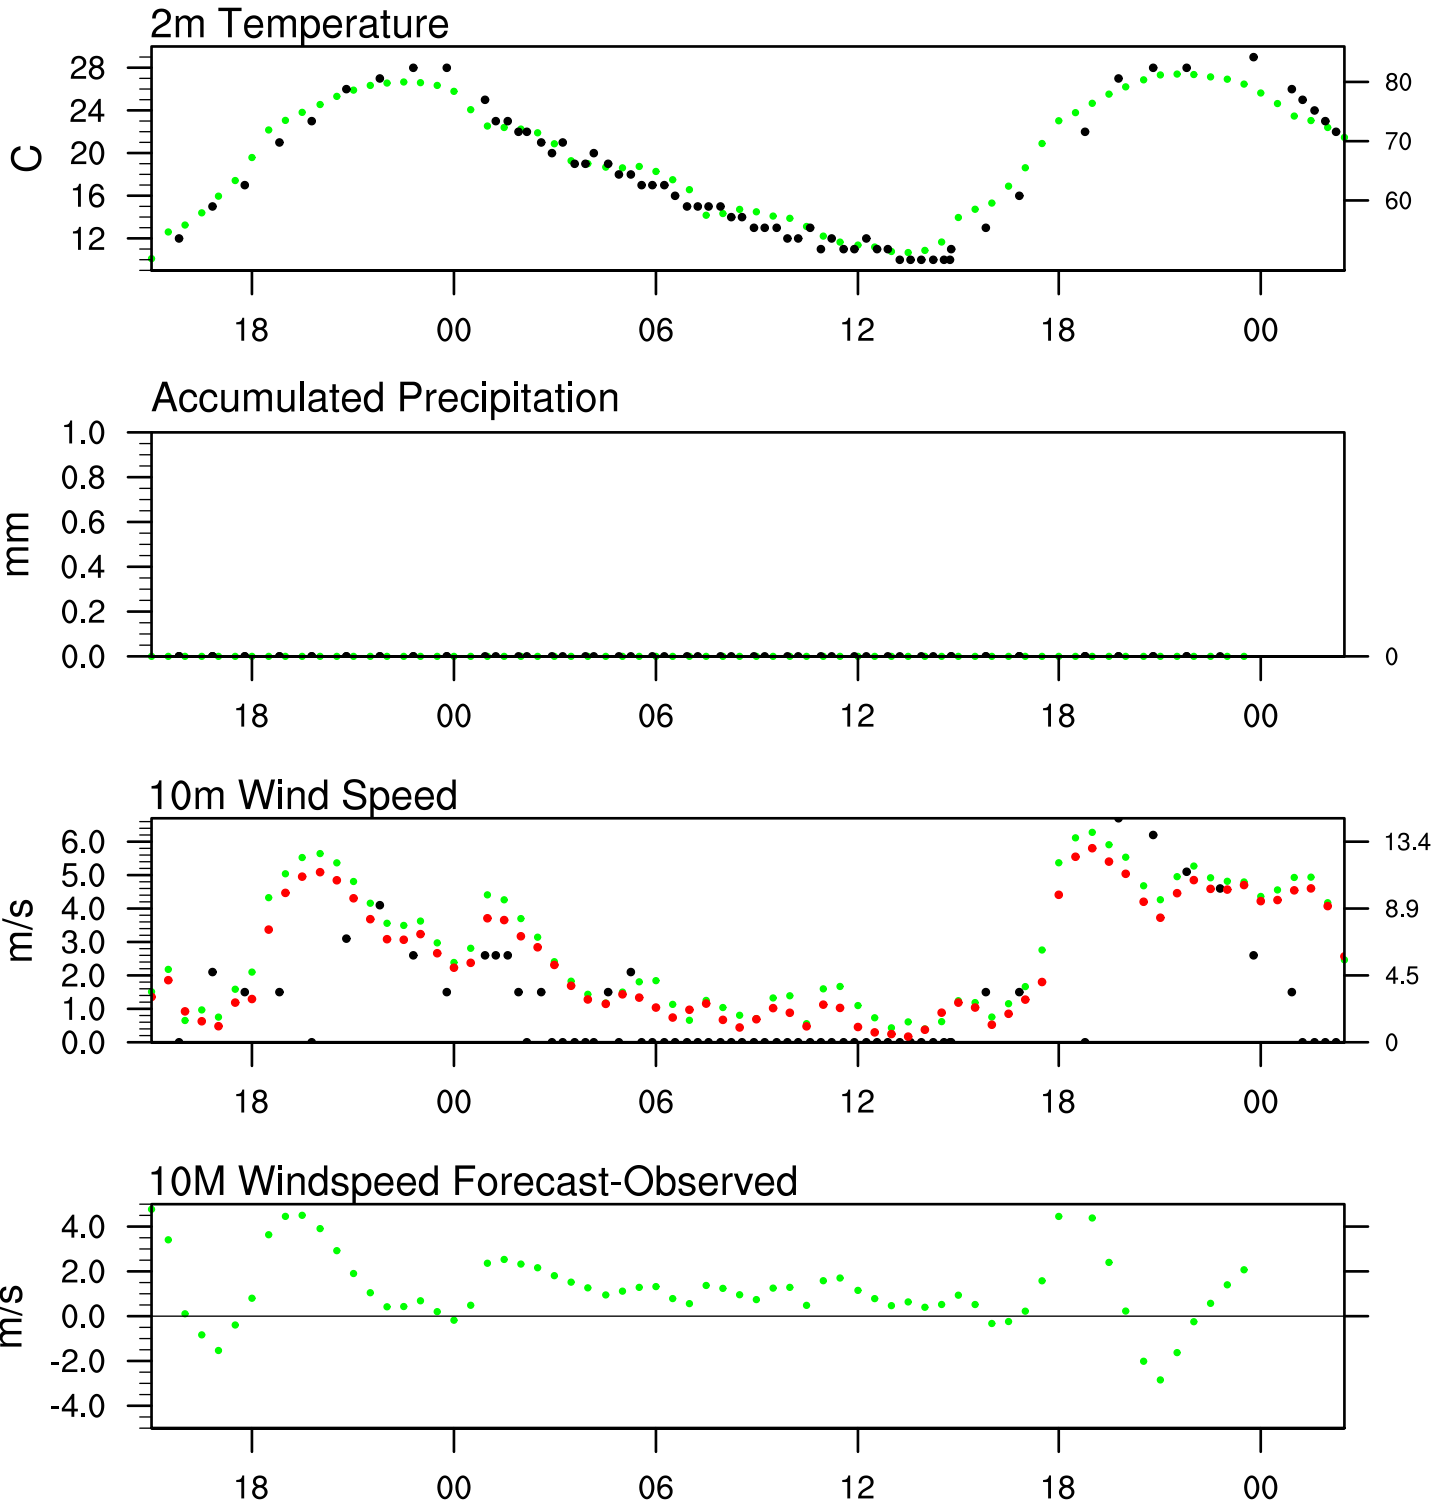 2m Temperature
28
24
20
16
12
C
80
70
60
18 00 06 12 18 00
Accumulated Precipitation
1.0
0.8
0.6
0.4
0.2
0.0
mm
0
18 00 06 12 18 00
10m Wind Speed
6.0
5.0
4.0
3.0
2.0
1.0
0.0
m/s
13.4
8.9
4.5
0
18 00 06 12 18 00
10M Windspeed Forecast-Observed
4.0
2.0
0.0
-2.0
-4.0
m/s
18 00 06 12 18 00